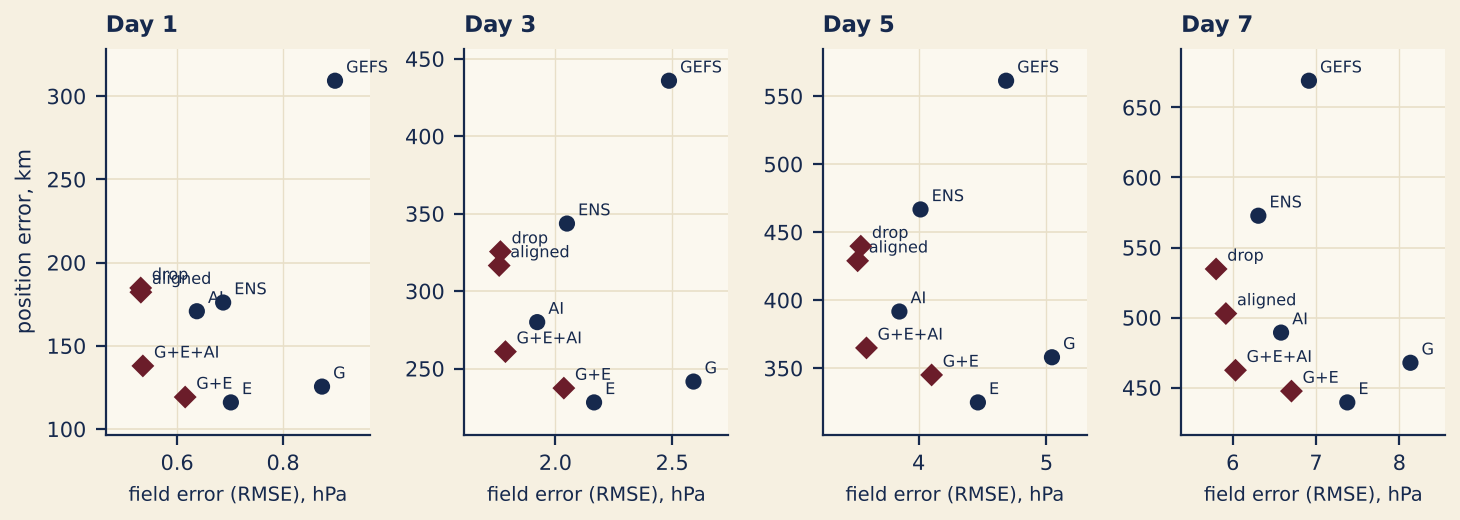 Day 1
Day 3
Day 5
Day 7
position error, km
300
250
200
150
100
GEFS
drop
aligned
AI
ENS
G+E+AI
G+E
E
G
0.6
0.8
field error (RMSE), hPa
450
400
350
300
250
GEFS
ENS
drop
aligned
AI
G+E+AI
G+E
E
G
2.0
2.5
field error (RMSE), hPa
550
500
450
400
350
GEFS
ENS
drop
aligned
AI
G+E+AI
G+E
E
G
4
5
field error (RMSE), hPa
650
600
550
500
450
GEFS
ENS
drop
aligned
AI
G+E+AI
G+E
E
G
6
7
8
field error (RMSE), hPa